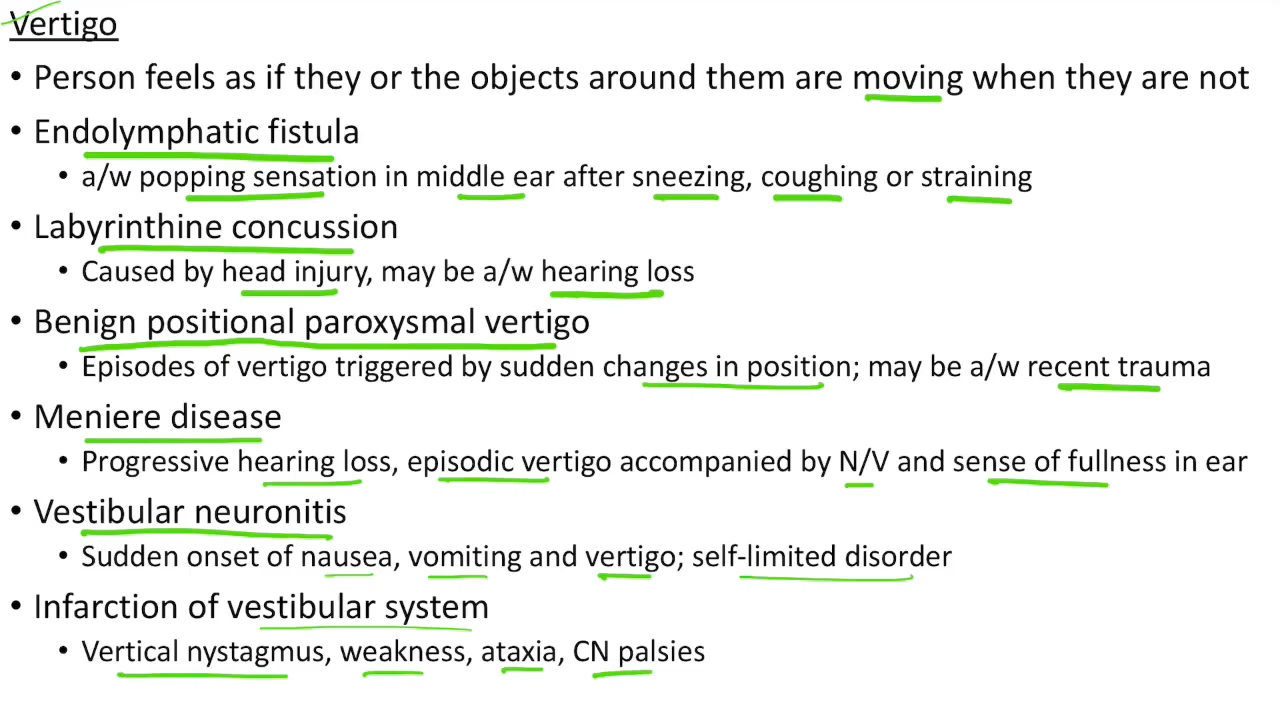 Vertigo
• Person feels as if they or the objects around them are moving when they are not
• Endolymphatic fistula
• a/w popping sensation in middle ear after sneezing, coughing or straining
• Labyrinthine concussion
• Caused by head injury, may be a/w hearing loss
• Benign positional paroxysmal vertigo
• Episodes of vertigo triggered by sudden changes in position; may be a/w recent trauma
• Meniere disease
• Progressive hearing loss, episodic vertigo accompanied by N/V and sense of fullness in ear
• Vestibular neuronitis
• Sudden onset of nausea, vomiting and vertigo; self-limited disorder
• Infarction of vestibular system
• Vertical nystagmus, weakness, ataxia, CN palsies